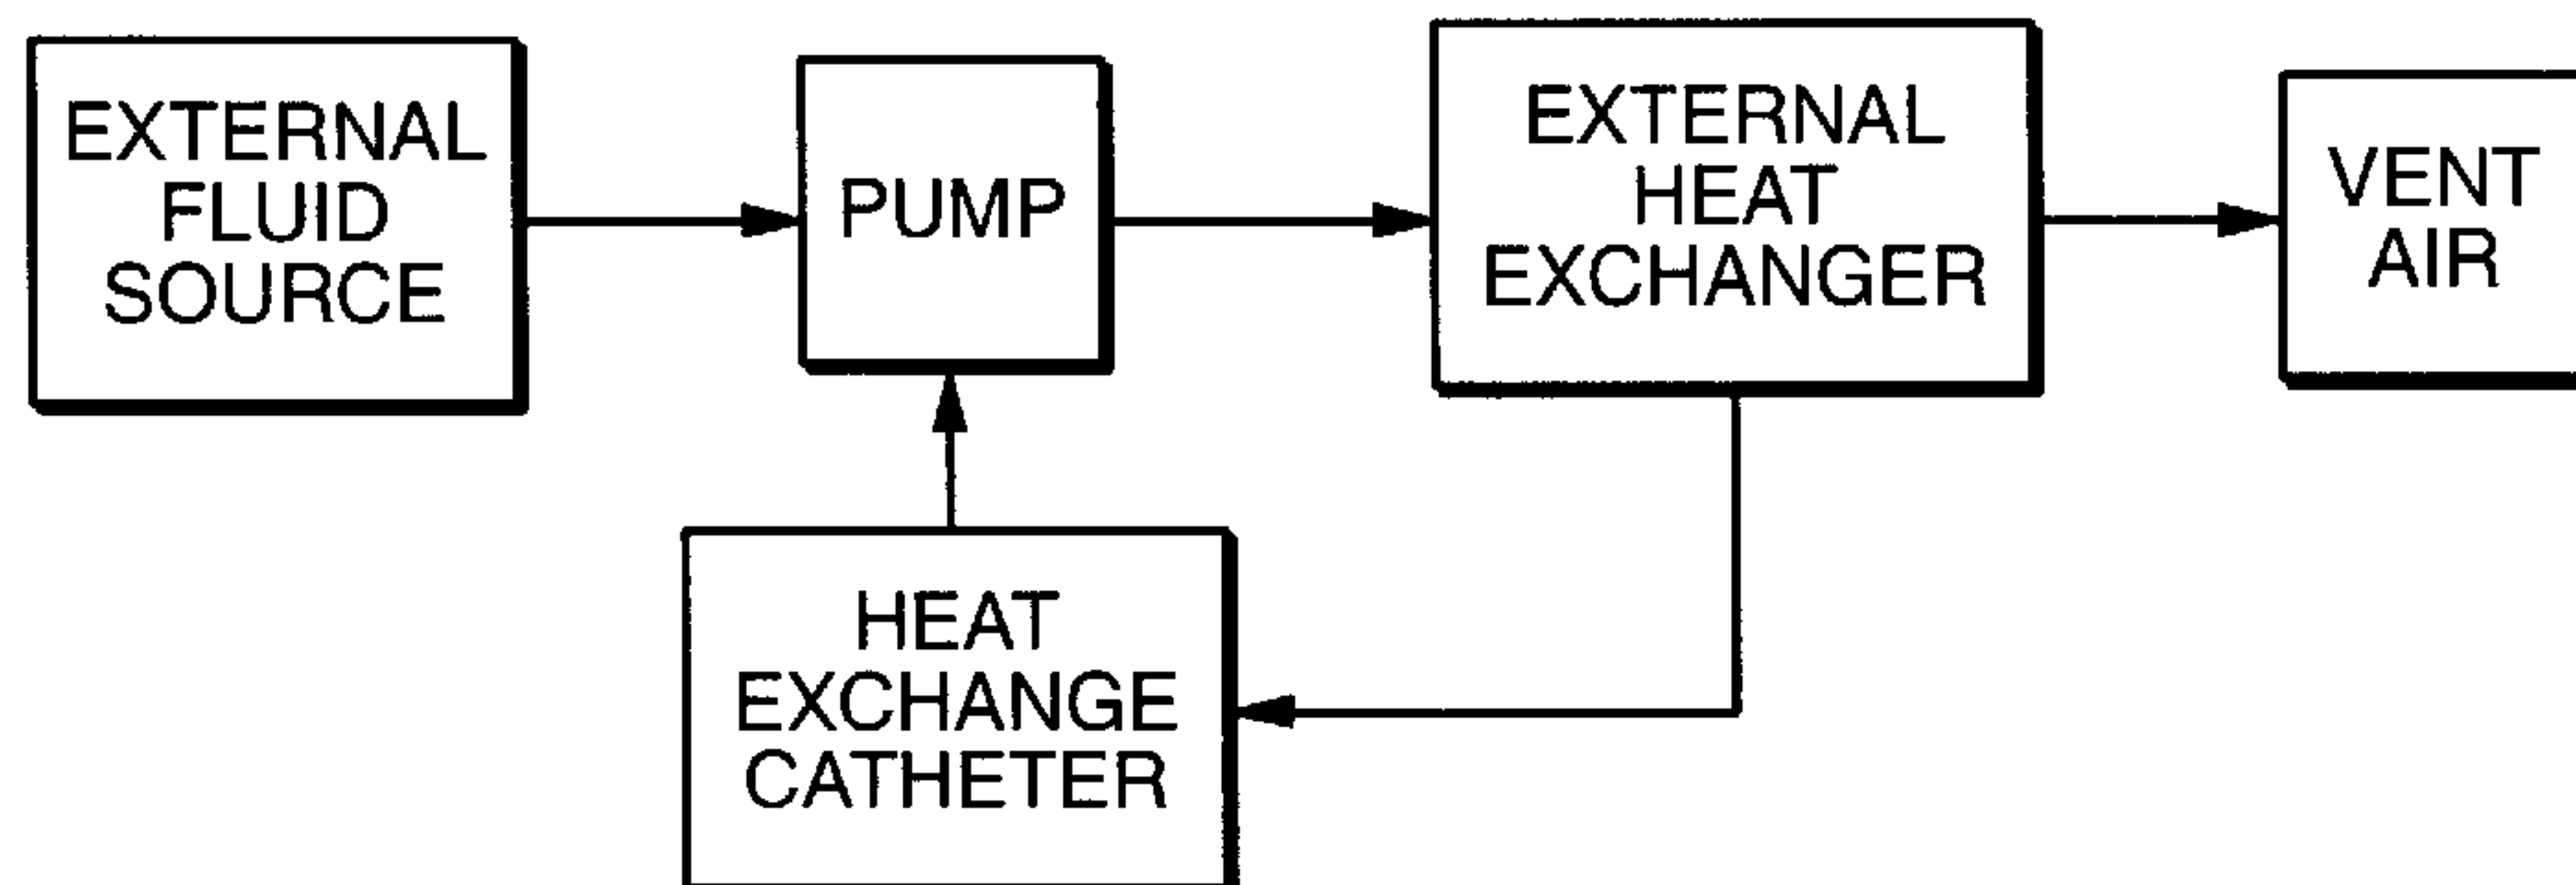 EXTERNAL
FLUID
SOURCE
PUMP
EXTERNAL
HEAT
EXCHANGER
VENT
AIR
HEAT
EXCHANGE
CATHETER